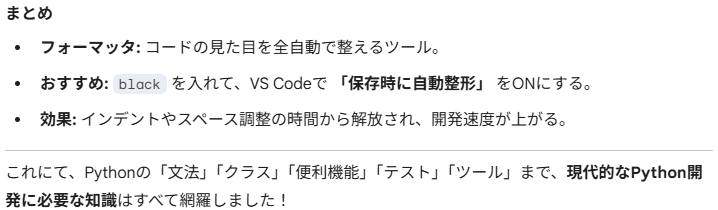 まとめ
• フォーマッタ: コードの見た目を全自動で整えるツール。
• おすすめ: black を入れて、VS Codeで 「保存時に自動整形」 をONにする。
• 効果: インデントやスペース調整の時間から解放され、開発速度が上がる。
これにて、Pythonの「文法」「クラス」「便利機能」「テスト」「ツール」まで、現代的なPython開
発に必要な知識はすべて網羅しました！